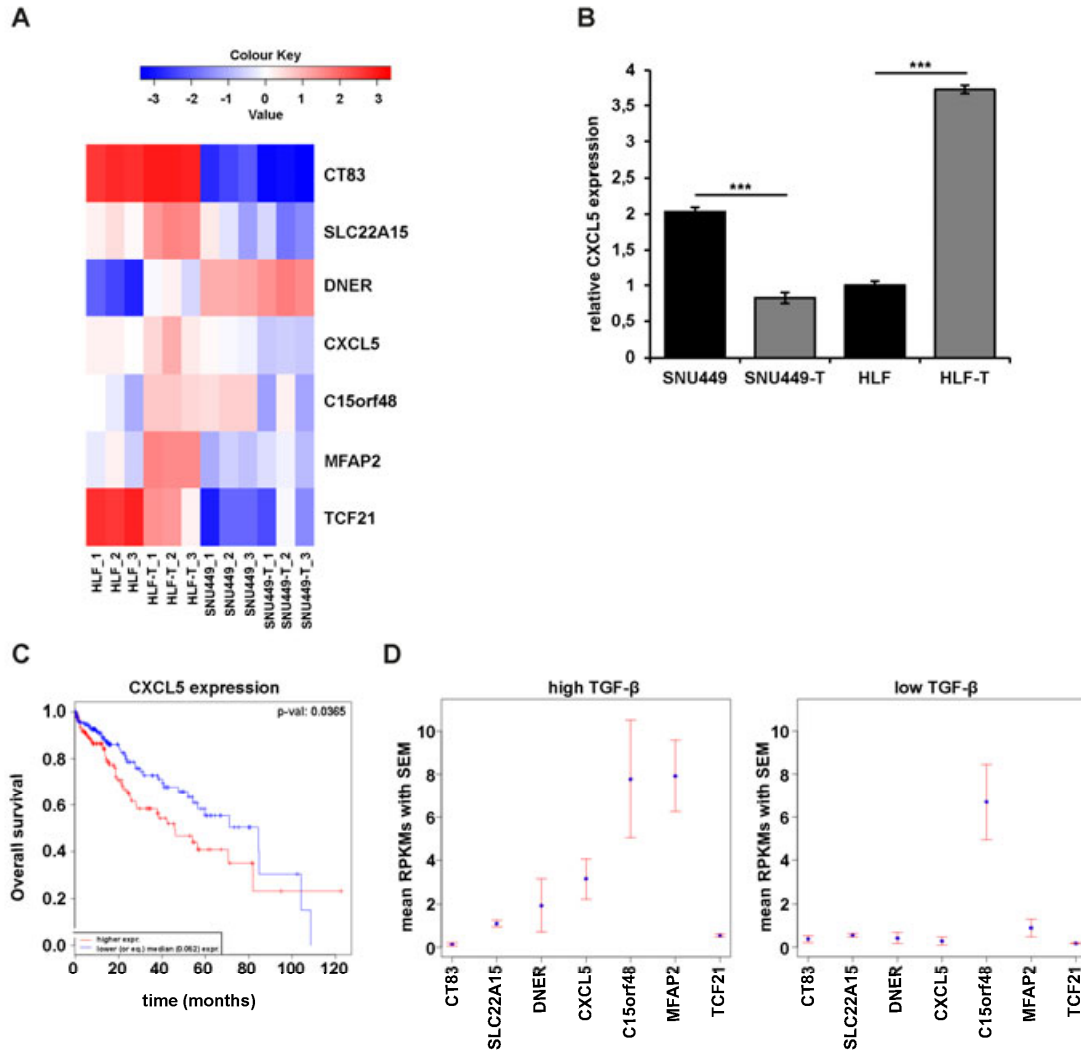 A
Colour Key
-3 -2 -1 0 1 2 3
Value
CT83
SLC22A15
DNER
CXCL5
C15orf48
MFAP2
TCF21
HLF_1 HLF_2 HLF_3 HLF-T_1 HLF-T_2 HLF-T_3 SNU449_1 SNU449_2 SNU449_3 SNU449-T_1 SNU449-T_2 SNU449-T_3
B
relative CXCL5 expression
4
3,5
3
2,5
2
1,5
1
0,5
0
***
***
SNU449 SNU449-T HLF HLF-T
C
CXCL5 expression
p-val: 0.0365
Overall survival
1.0
0.8
0.6
0.4
0.2
0.0
higher expr.
lower (or eq.) median (0.062) expr.
0 20 40 60 80 100 120
time (months)
D
high TGF-β
mean RPKMs with SEM
10
8
6
4
2
0
CT83 SLC22A15 DNER CXCL5 C15orf48 MFAP2 TCF21
low TGF-β
mean RPKMs with SEM
10
8
6
4
2
0
CT83 SLC22A15 DNER CXCL5 C15orf48 MFAP2 TCF21